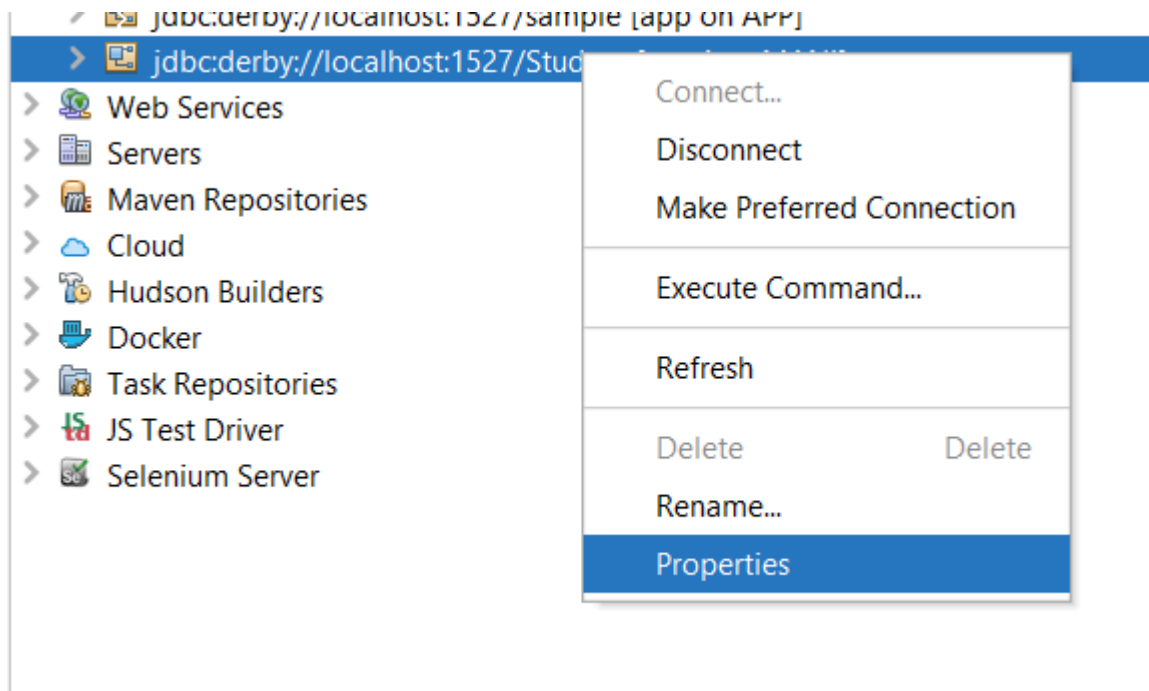 jdbc:derby://localhost:1527/sample [app on APP]
jdbc:derby://localhost:1527/Stud
Web Services
Servers
Maven Repositories
Cloud
Hudson Builders
Docker
Task Repositories
JS Test Driver
Selenium Server
Connect...
Disconnect
Make Preferred Connection
Execute Command...
Refresh
Delete Delete
Rename...
Properties